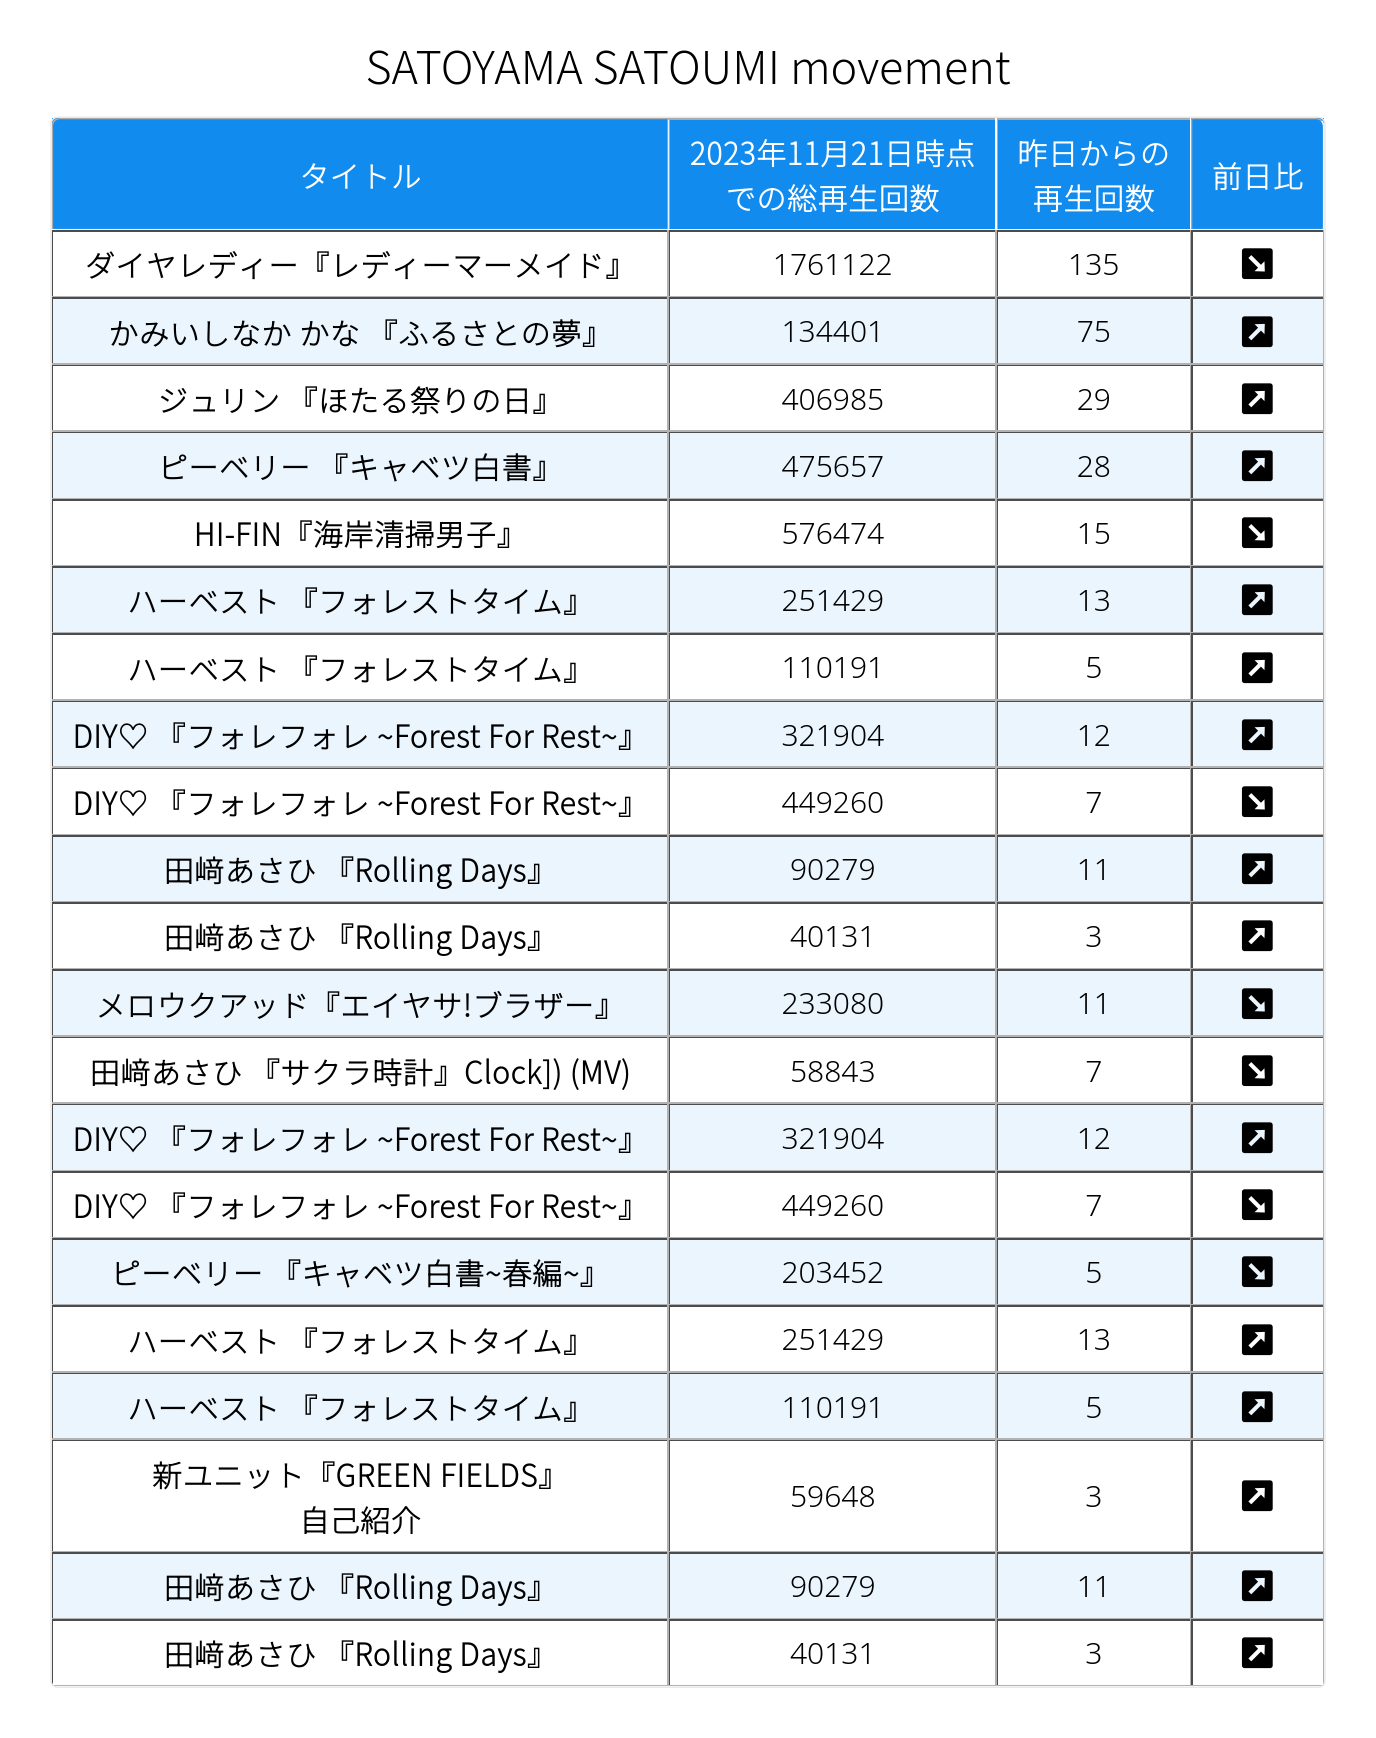 SATOYAMA SATOUMI movement
タイトル 2023年11月21日時点での総再生回数 昨日からの再生回数 前日比
ダイヤレディー『レディーマーメイド』 1761122 135 ↘
かみいしなか かな 『ふるさとの夢』 134401 75 ↗
ジュリン 『ほたる祭りの日』 406985 29 ↗
ピーベリー 『キャベツ白書』 475657 28 ↗
HI-FIN『海岸清掃男子』 576474 15 ↘
ハーベスト 『フォレストタイム』 251429 13 ↗
ハーベスト 『フォレストタイム』 110191 5 ↗
DIY♡ 『フォレフォレ ~Forest For Rest~』 321904 12 ↗
DIY♡ 『フォレフォレ ~Forest For Rest~』 449260 7 ↘
田﨑あさひ 『Rolling Days』 90279 11 ↗
田﨑あさひ 『Rolling Days』 40131 3 ↗
メロウクアッド『エイヤサ!ブラザー』 233080 11 ↘
田﨑あさひ 『サクラ時計』Clock]) (MV) 58843 7 ↘
DIY♡ 『フォレフォレ ~Forest For Rest~』 321904 12 ↗
DIY♡ 『フォレフォレ ~Forest For Rest~』 449260 7 ↘
ピーベリー 『キャベツ白書~春編~』 203452 5 ↘
ハーベスト 『フォレストタイム』 251429 13 ↗
ハーベスト 『フォレストタイム』 110191 5 ↗
新ユニット『GREEN FIELDS』
自己紹介 59648 3 ↗
田﨑あさひ 『Rolling Days』 90279 11 ↗
田﨑あさひ 『Rolling Days』 40131 3 ↗